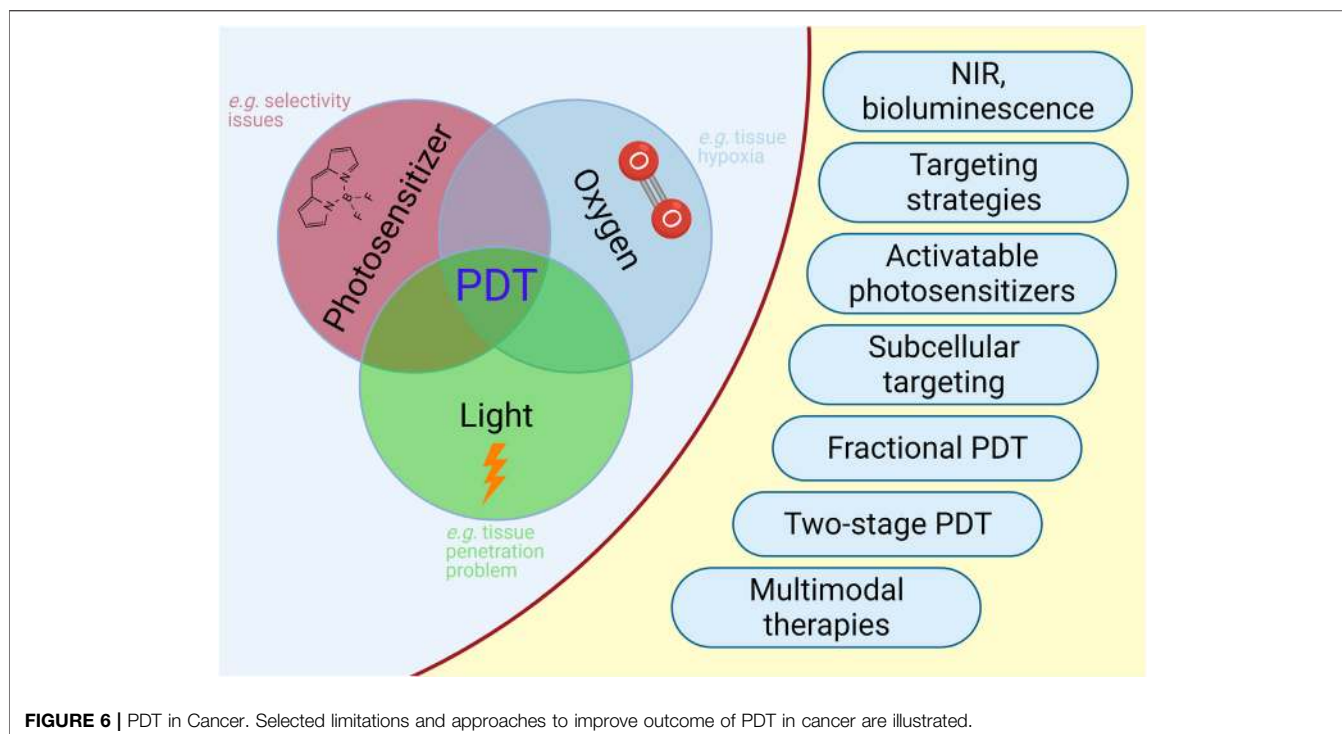 e.g. selectivity
issues
Photosensitizer
N
N
B
F
F
Oxygen
O
O
e.g. tissue
hypoxia
PDT
Light
e.g. tissue
penetration
problem
NIR,
bioluminescence
Targeting
strategies
Activatable
photosensitizers
Subcellular
targeting
Fractional PDT
Two-stage PDT
Multimodal
therapies
FIGURE 6 | PDT in Cancer. Selected limitations and approaches to improve outcome of PDT in cancer are illustrated.